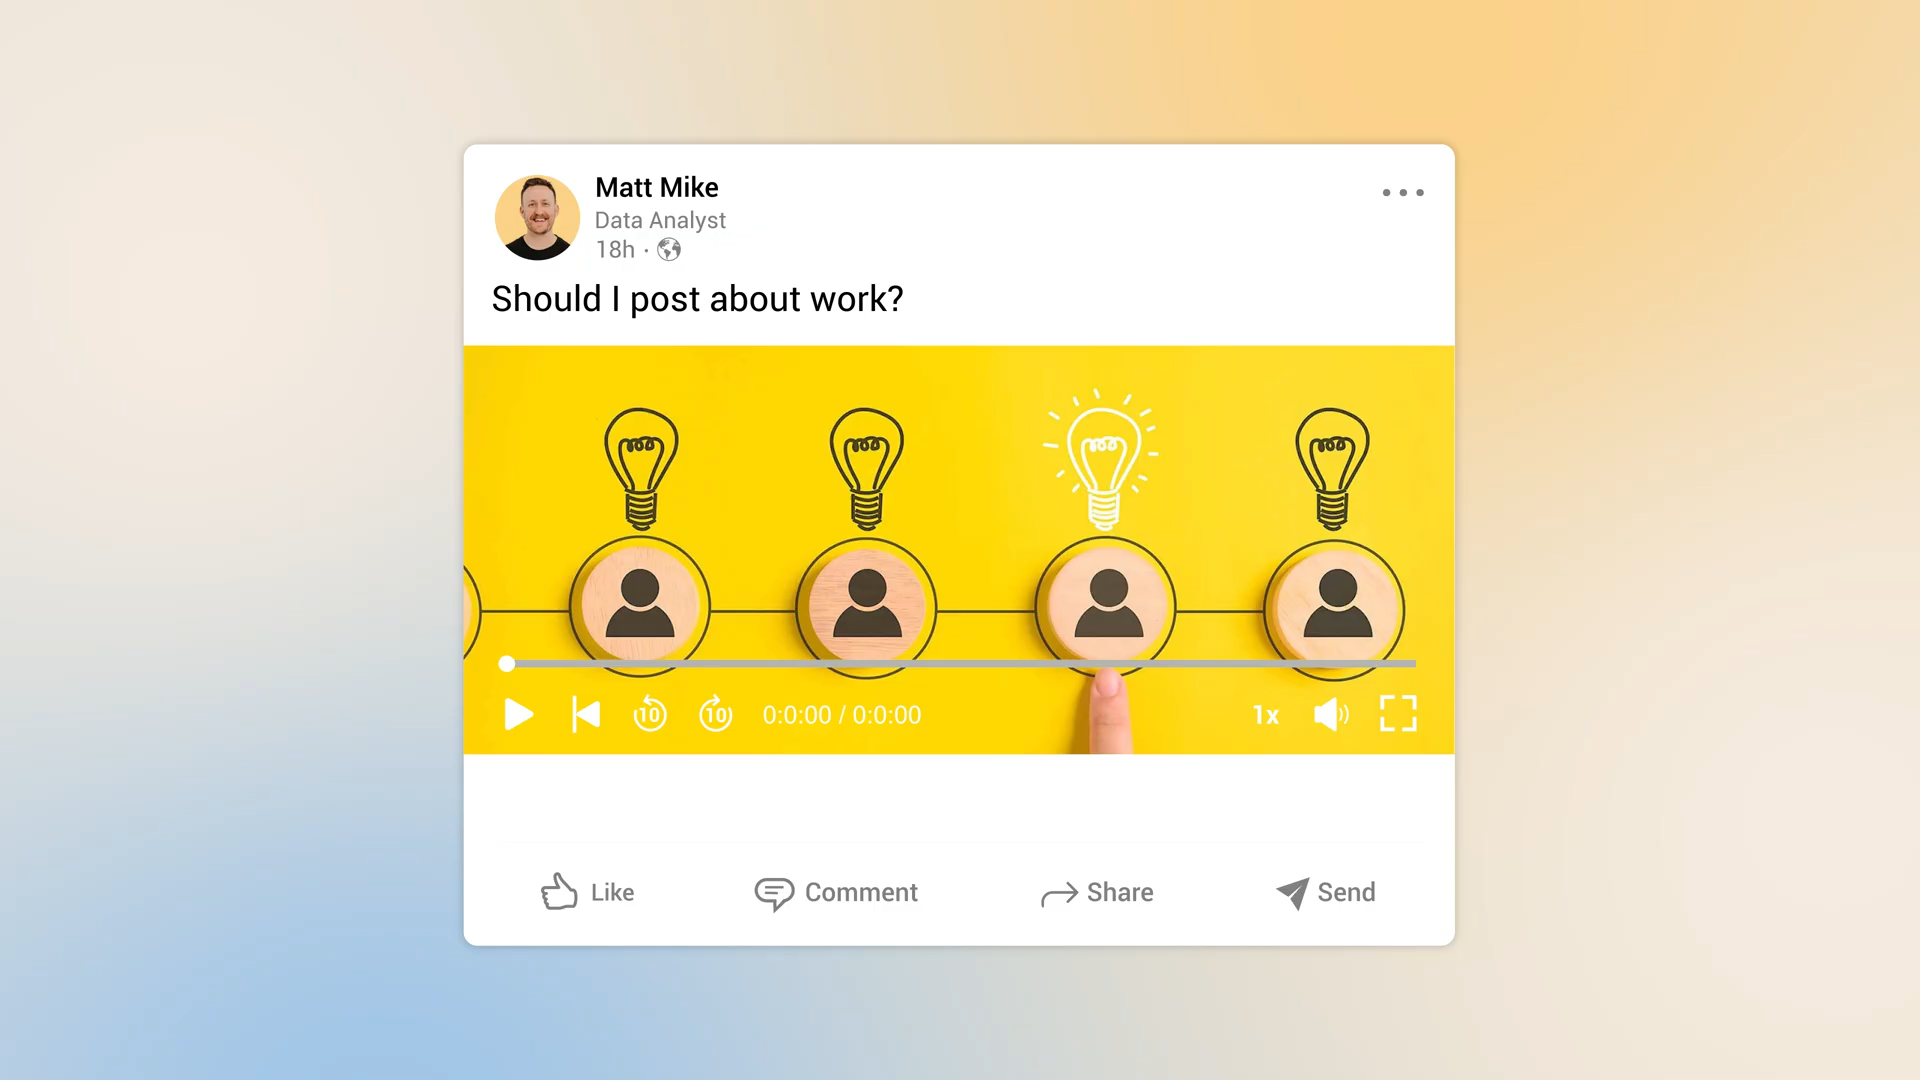 Matt Mike
Data Analyst
18h ·
Should I post about work?
10 10 0:0:00 / 0:0:00 1x
Like Comment Share Send